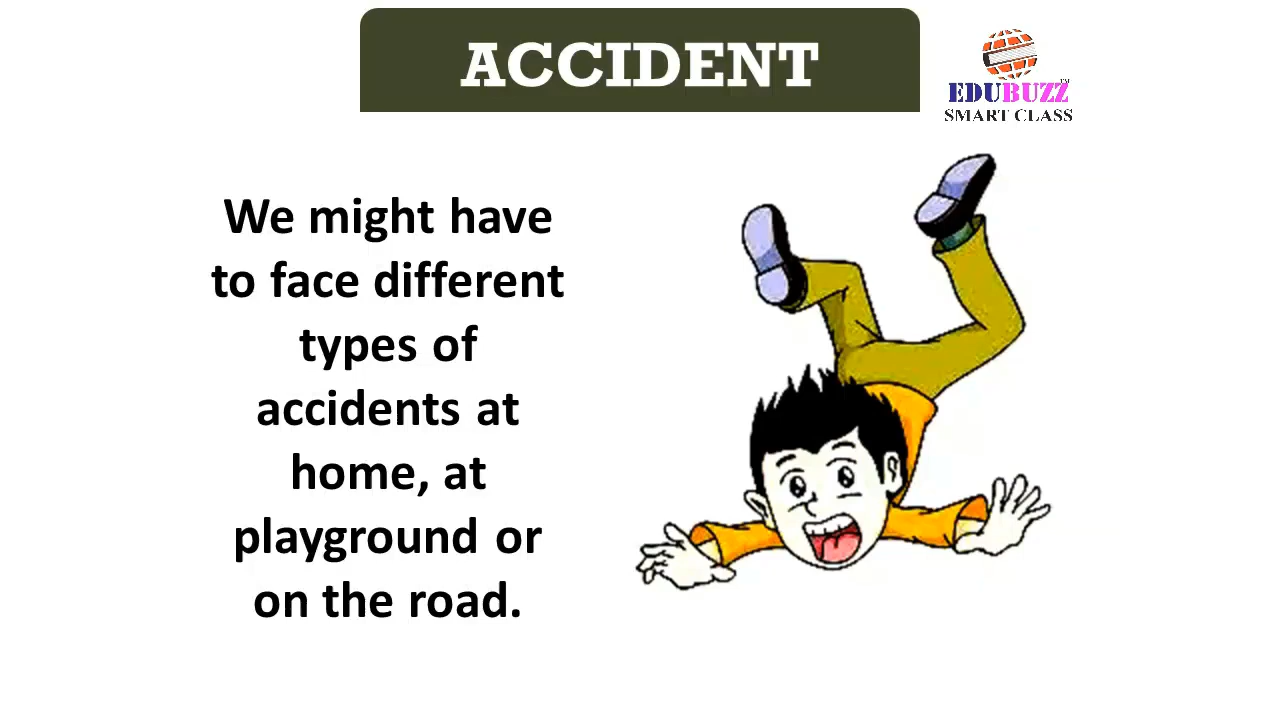 ACCIDENT
EDUBUZZ™
SMART CLASS
We might have
to face different
types of
accidents at
home, at
playground or
on the road.